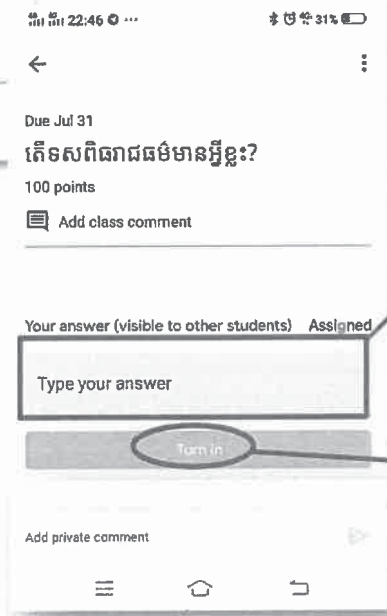 22:46 ··· 31%
Due Jul 31
តើទសពិធរាជធម៌មានអ្វីខ្លះ?
100 points
Add class comment
Your answer (visible to other students) Assigned
Type your answer
Turn in
Add private comment